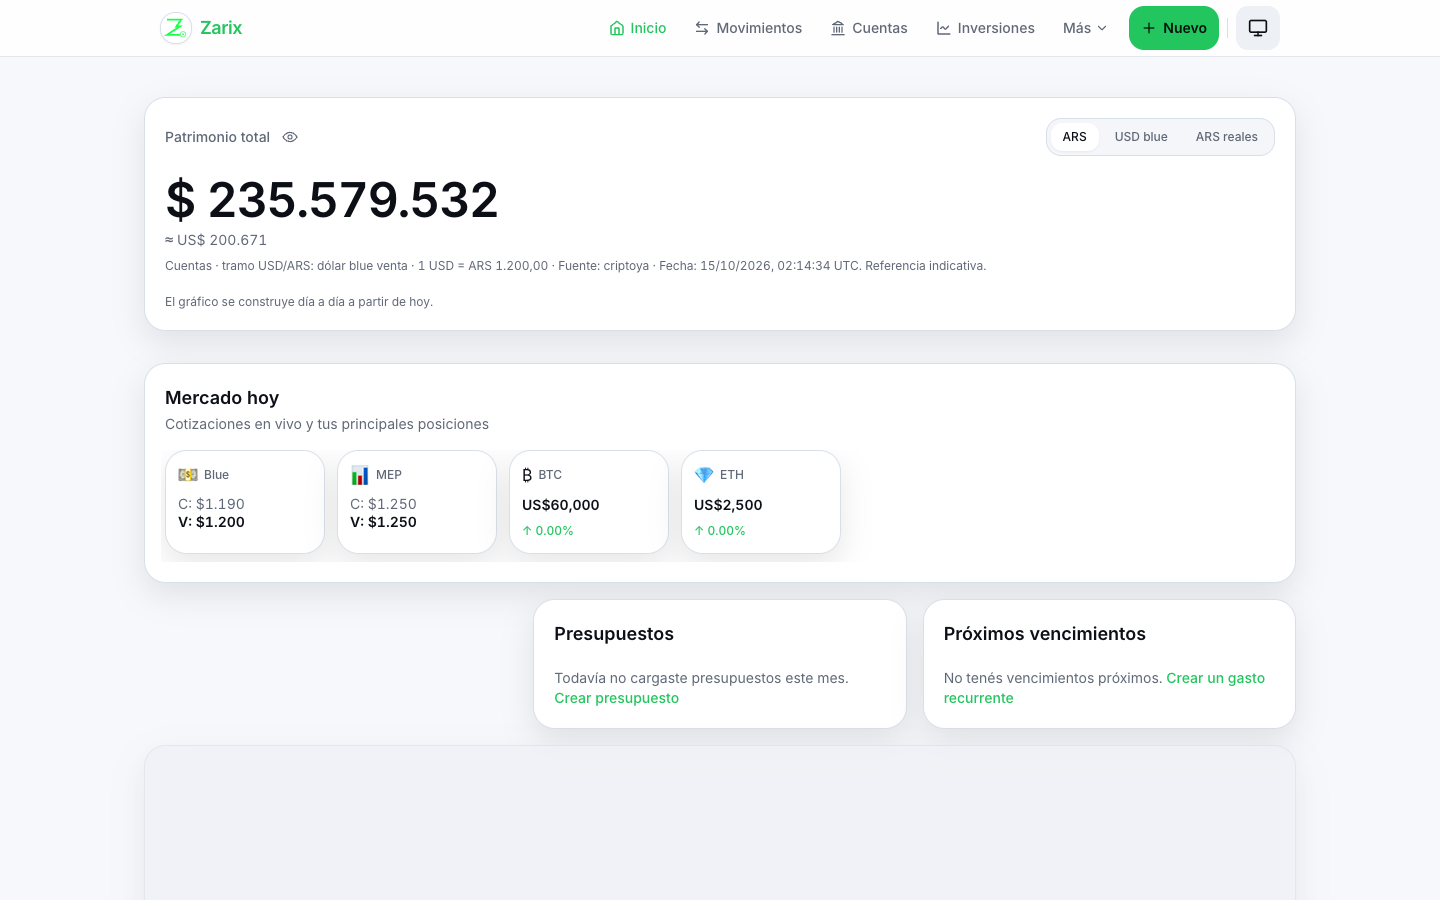 Zarix
Inicio
Movimientos
Cuentas
Inversiones
Más
Nuevo
Patrimonio total
ARS
USD blue
ARS reales
$ 235.579.532
≈ US$ 200.671
Cuentas · tramo USD/ARS: dólar blue venta · 1 USD = ARS 1.200,00 · Fuente: criptoya · Fecha: 15/10/2026, 02:14:34 UTC. Referencia indicativa.
El gráfico se construye día a día a partir de hoy.
Mercado hoy
Cotizaciones en vivo y tus principales posiciones
Blue
C: $1.190
V: $1.200
MEP
C: $1.250
V: $1.250
₿ BTC
US$60,000
↑ 0.00%
ETH
US$2,500
↑ 0.00%
Presupuestos
Todavía no cargaste presupuestos este mes.
Crear presupuesto
Próximos vencimientos
No tenés vencimientos próximos. Crear un gasto
recurrente